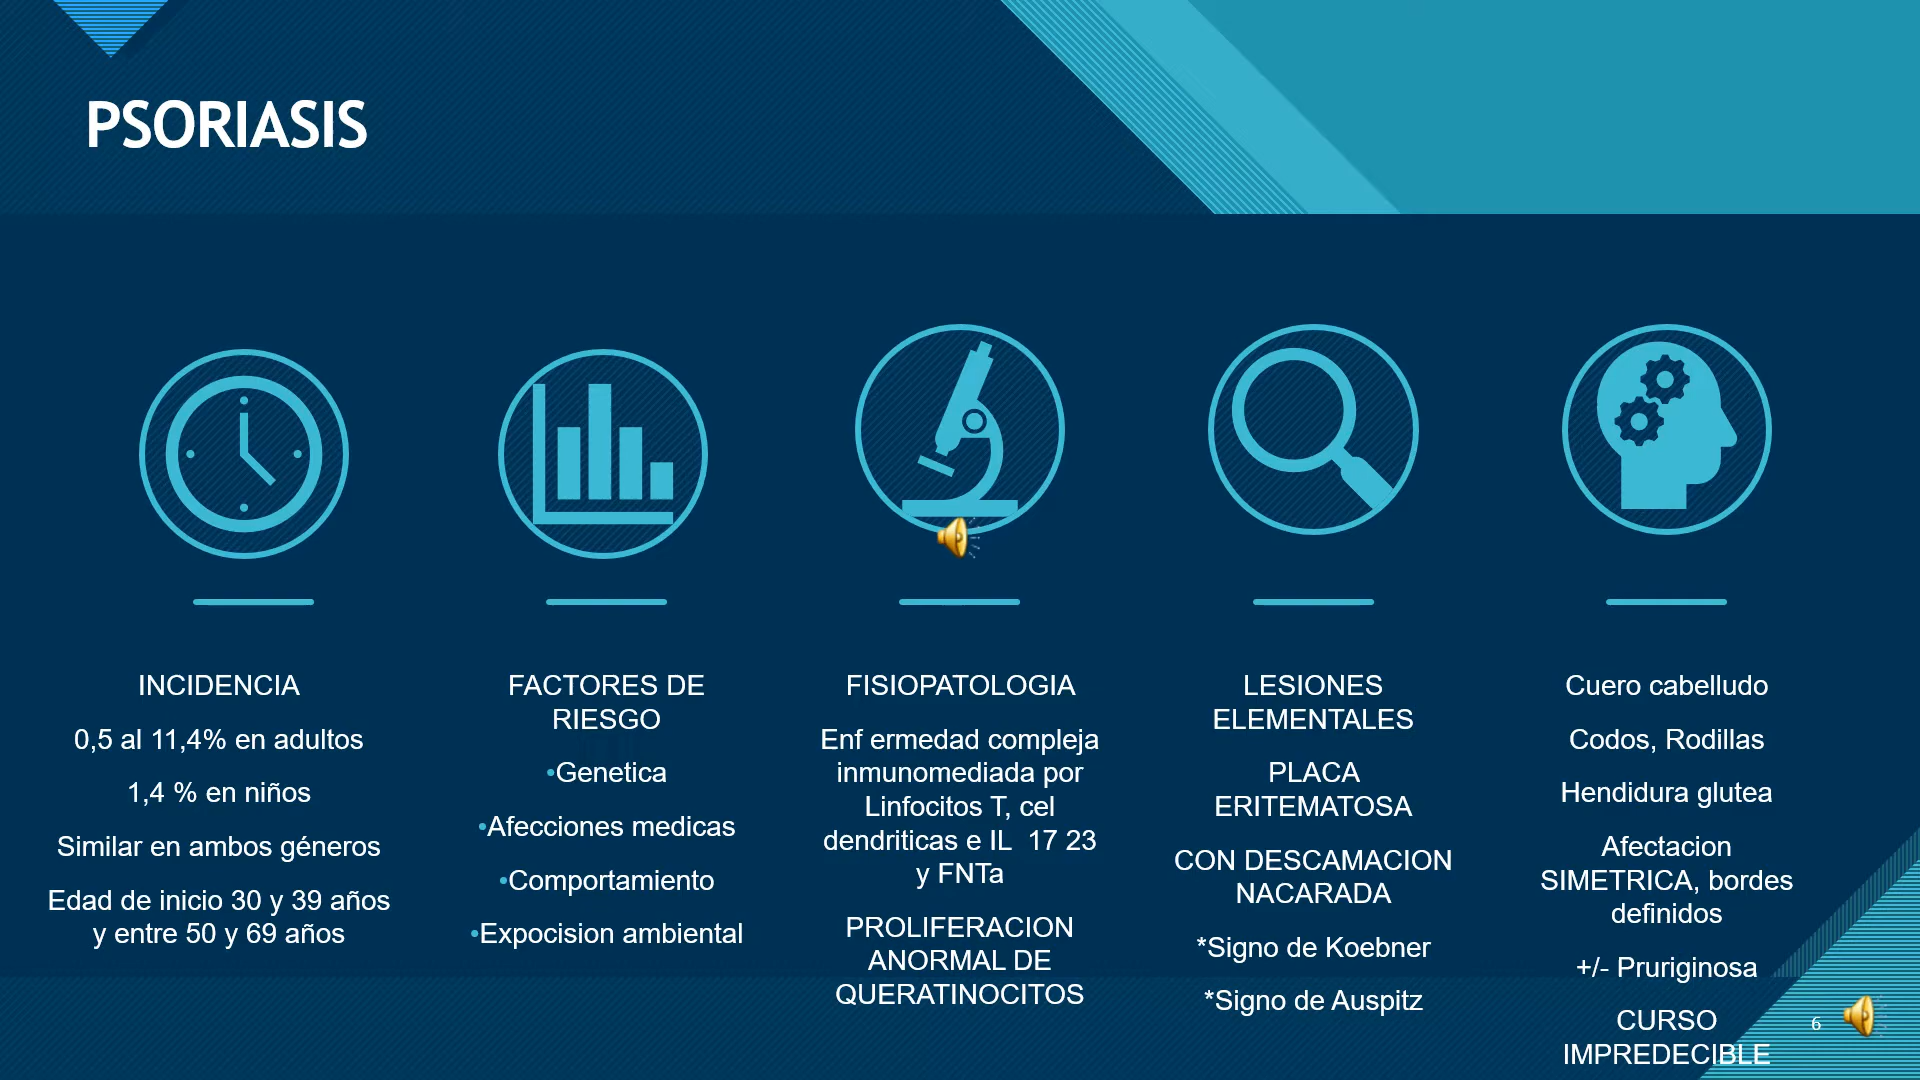 PSORIASIS
INCIDENCIA
0,5 al 11,4% en adultos
1,4 % en niños
Similar en ambos géneros
Edad de inicio 30 y 39 años
y entre 50 y 69 años
FACTORES DE
RIESGO
•Genetica
•Afecciones medicas
•Comportamiento
•Expocision ambiental
FISIOPATOLOGIA
Enf ermedad compleja
inmunomediada por
Linfocitos T, cel
dendriticas e IL  17 23
y FNTa
PROLIFERACION
ANORMAL DE
QUERATINOCITOS
LESIONES
ELEMENTALES
PLACA
ERITEMATOSA
CON DESCAMACION
NACARADA
*Signo de Koebner
*Signo de Auspitz
Cuero cabelludo
Codos, Rodillas
Hendidura glutea
Afectacion
SIMETRICA, bordes
definidos
+/- Pruriginosa
CURSO
IMPREDECIBLE
6